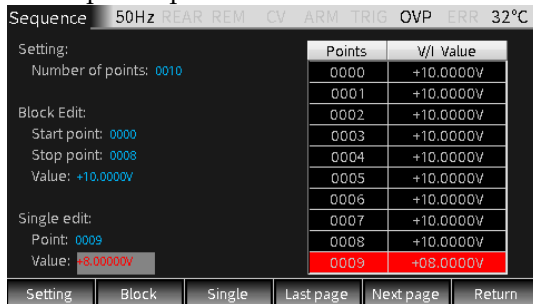 Sequence 50Hz REAR REM CV ARM TRIG OVP ERR 32°C
Setting:
Number of points: 0010
Block Edit:
Start point: 0000
Stop point: 0008
Value: +10.0000V
Single edit:
Point: 0009
Value: +8.00000V
Points V/I Value
0000 +10.0000V
0001 +10.0000V
0002 +10.0000V
0003 +10.0000V
0004 +10.0000V
0005 +10.0000V
0006 +10.0000V
0007 +10.0000V
0008 +10.0000V
0009 +08.0000V
Setting Block Single Last page Next page Return